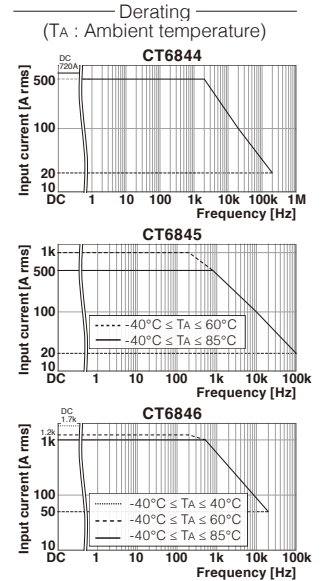 Derating
(TA : Ambient temperature)
CT6844
DC
720A
Input current [A rms]
500
100
20
10
DC 1 10 100 1k 10k 100k 1M
Frequency [Hz]
CT6845
Input current [A rms]
1k
500
100
20
10
-40°C ≤ TA ≤ 60°C
-40°C ≤ TA ≤ 85°C
DC 1 10 100 1k 10k 100k
Frequency [Hz]
CT6846
DC
1.7k
1.2k
Input current [A rms]
1k
100
50
10
-40°C ≤ TA ≤ 40°C
-40°C ≤ TA ≤ 60°C
-40°C ≤ TA ≤ 85°C
DC 1 10 100 1k 10k 100k
Frequency [Hz]